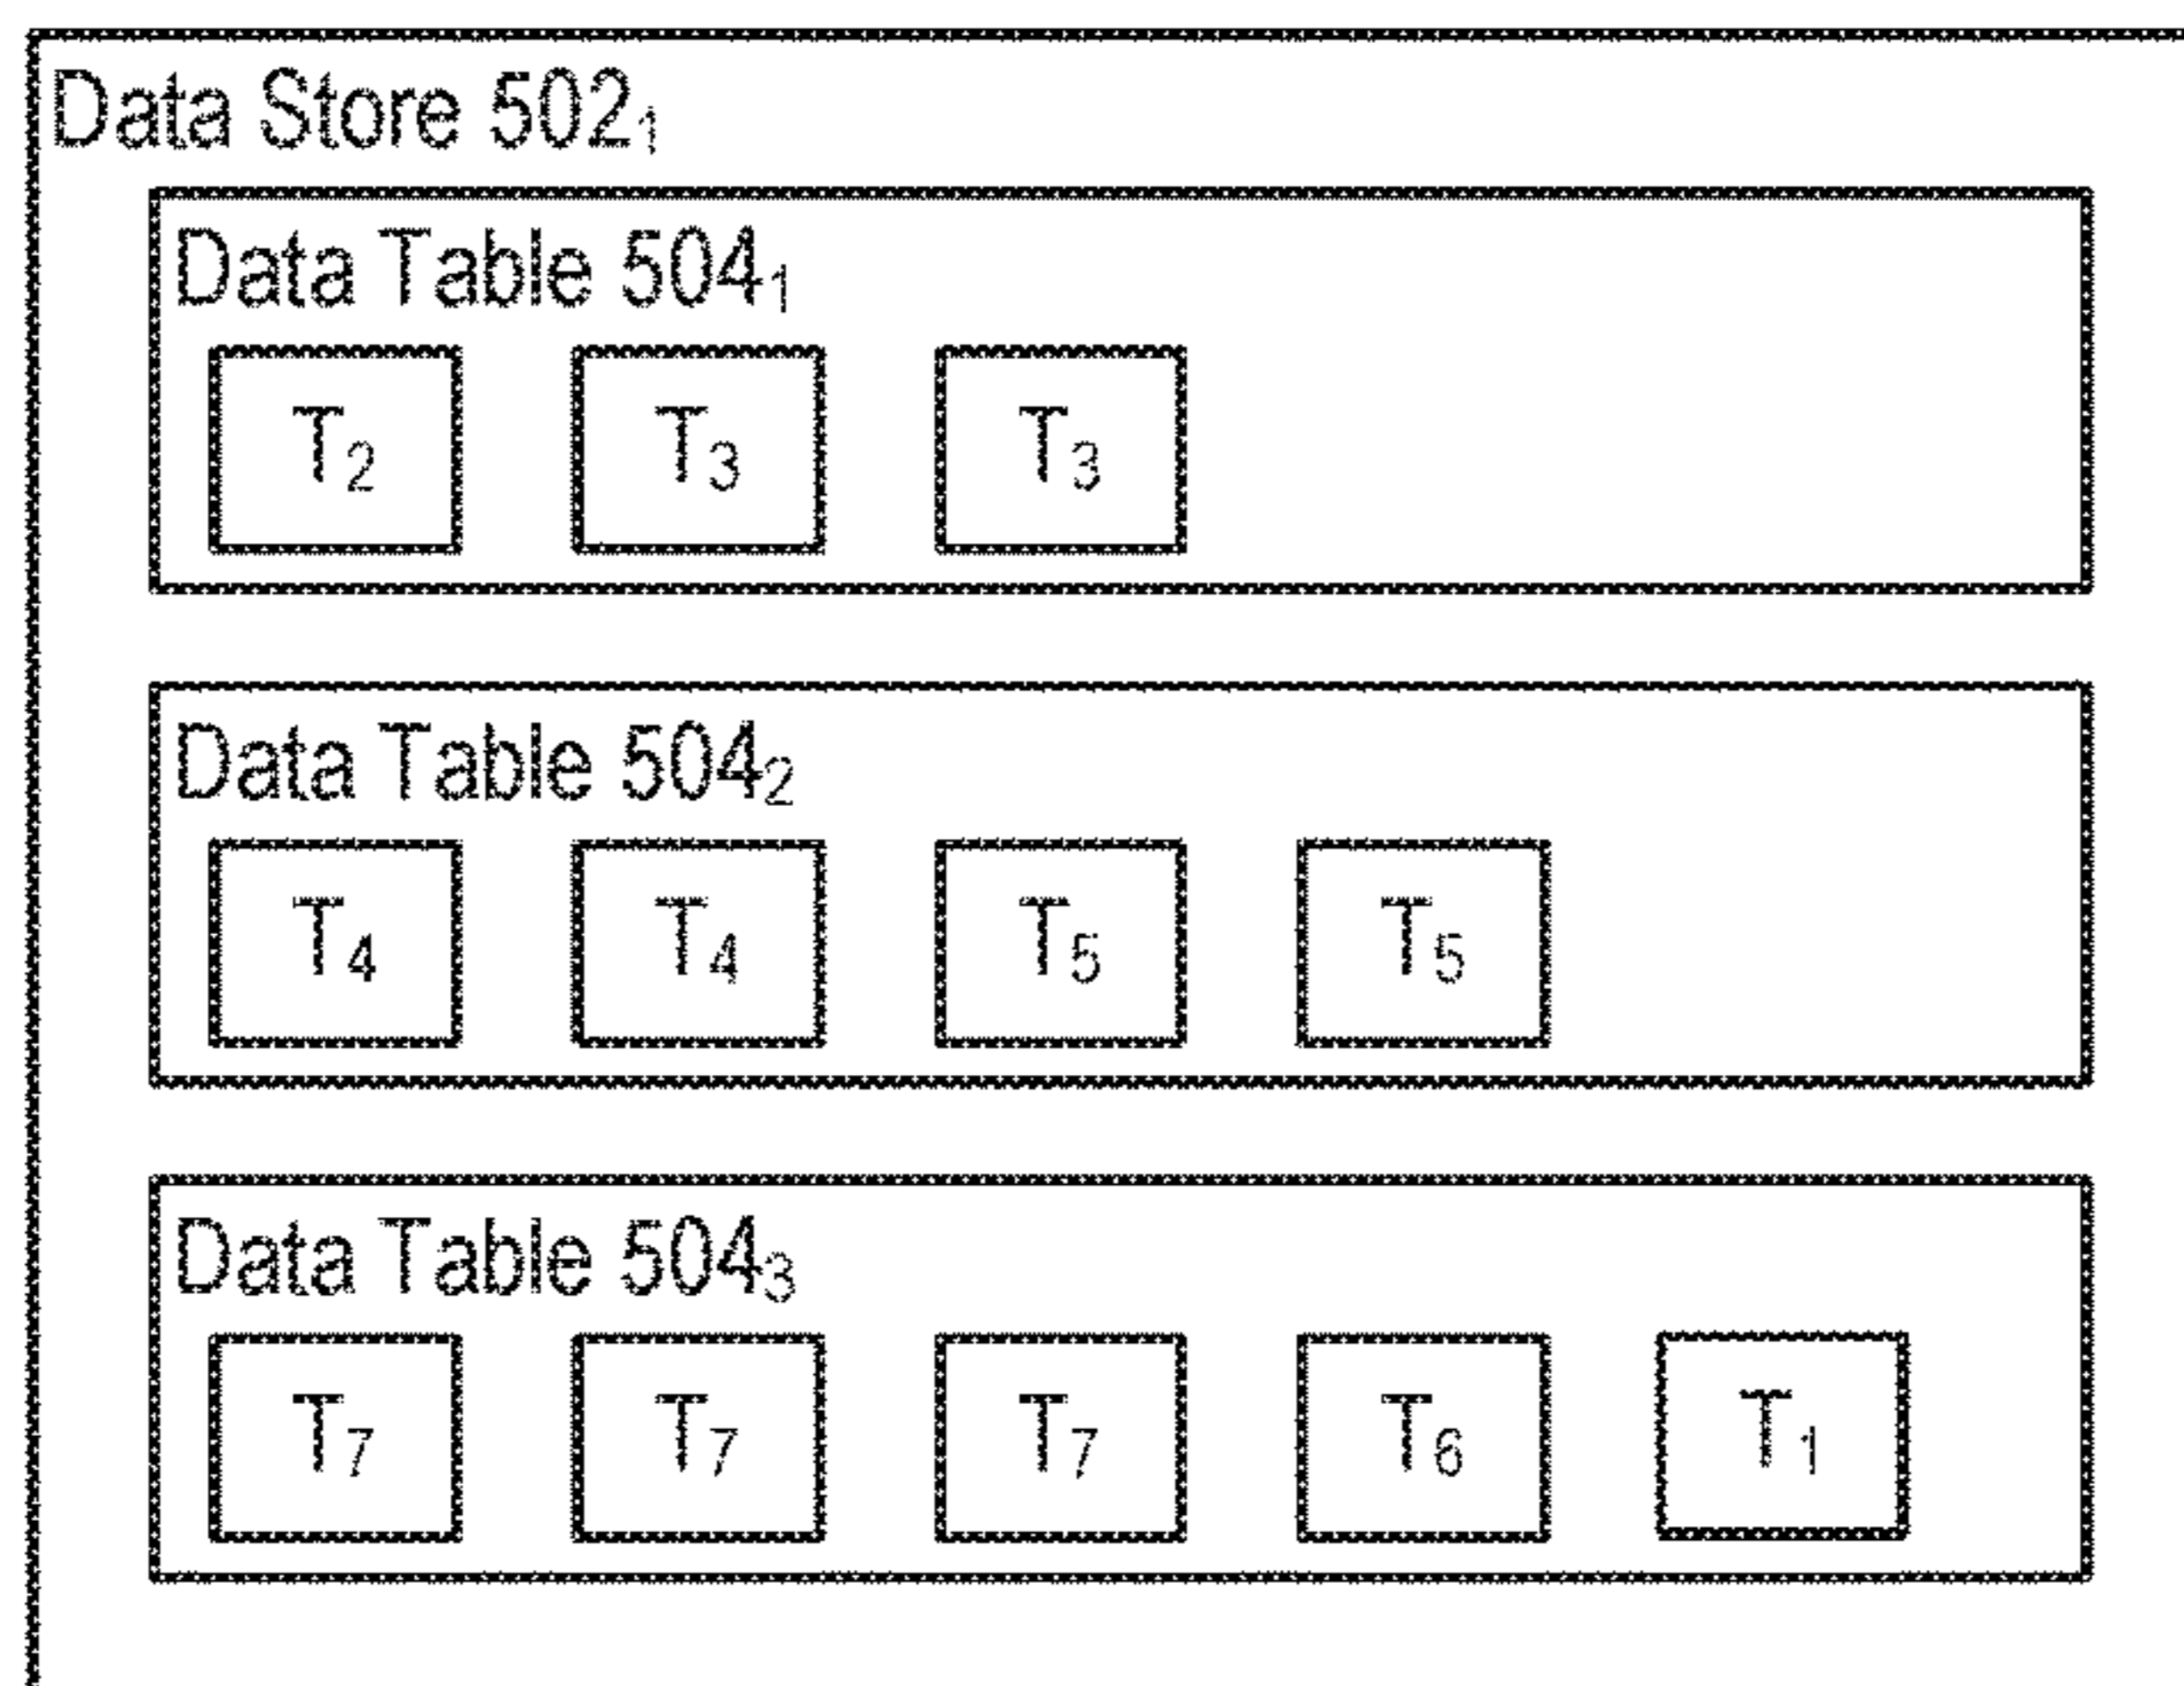 Data Store 502₁
Data Table 504₁
T₂ T₃ T₃
Data Table 504₂
T₄ T₄ T₅ T₅
Data Table 504₃
T₇ T₇ T₇ T₆ T₁